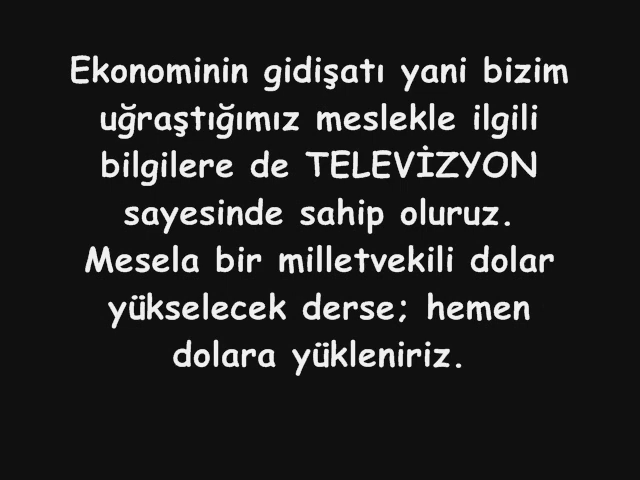 Ekonominin gidişatı yani bizim
uğraştığımız meslekle ilgili
bilgilere de TELEVİZYON
sayesinde sahip oluruz.
Mesela bir milletvekili dolar
yükselecek derse; hemen
dolara yükleniriz.